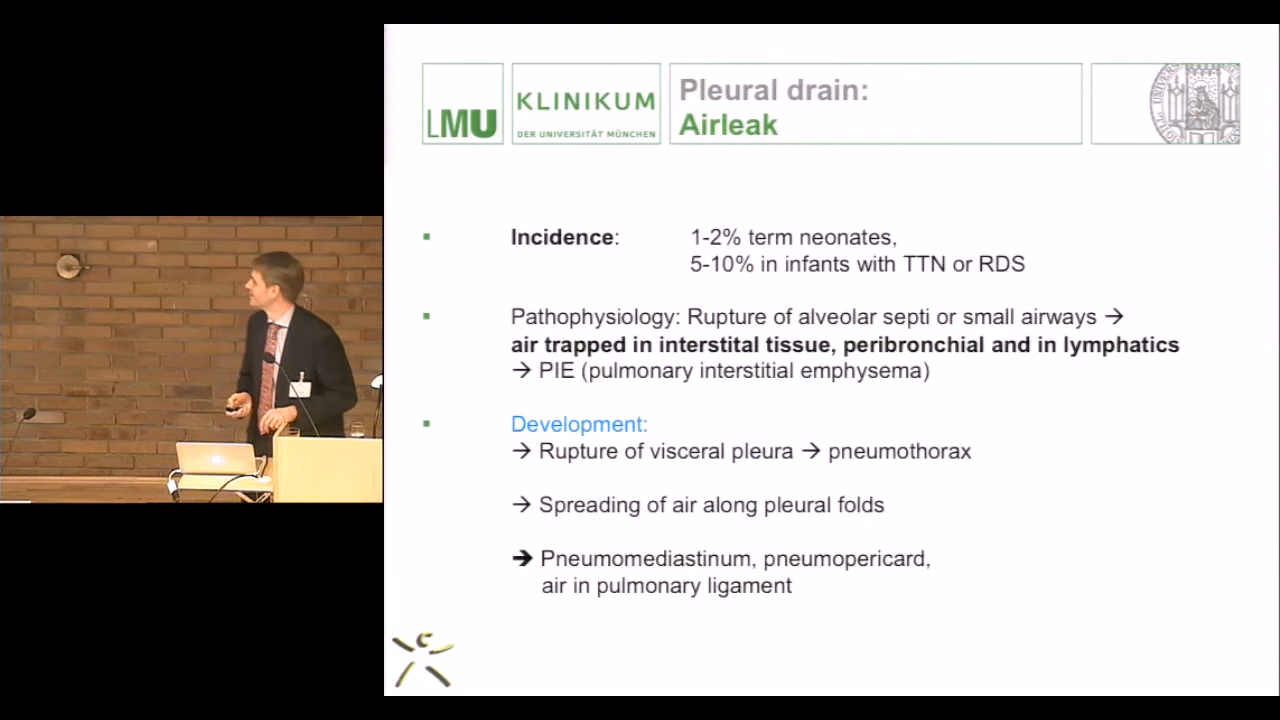 LMU
KLINIKUM
DER UNIVERSITÄT MÜNCHEN
Pleural drain:
Airleak
Incidence: 1-2% term neonates,
5-10% in infants with TTN or RDS
Pathophysiology: Rupture of alveolar septi or small airways →
air trapped in interstital tissue, peribronchial and in lymphatics
→ PIE (pulmonary interstitial emphysema)
Development:
→ Rupture of visceral pleura → pneumothorax
→ Spreading of air along pleural folds
→ Pneumomediastinum, pneumopericard,
air in pulmonary ligament